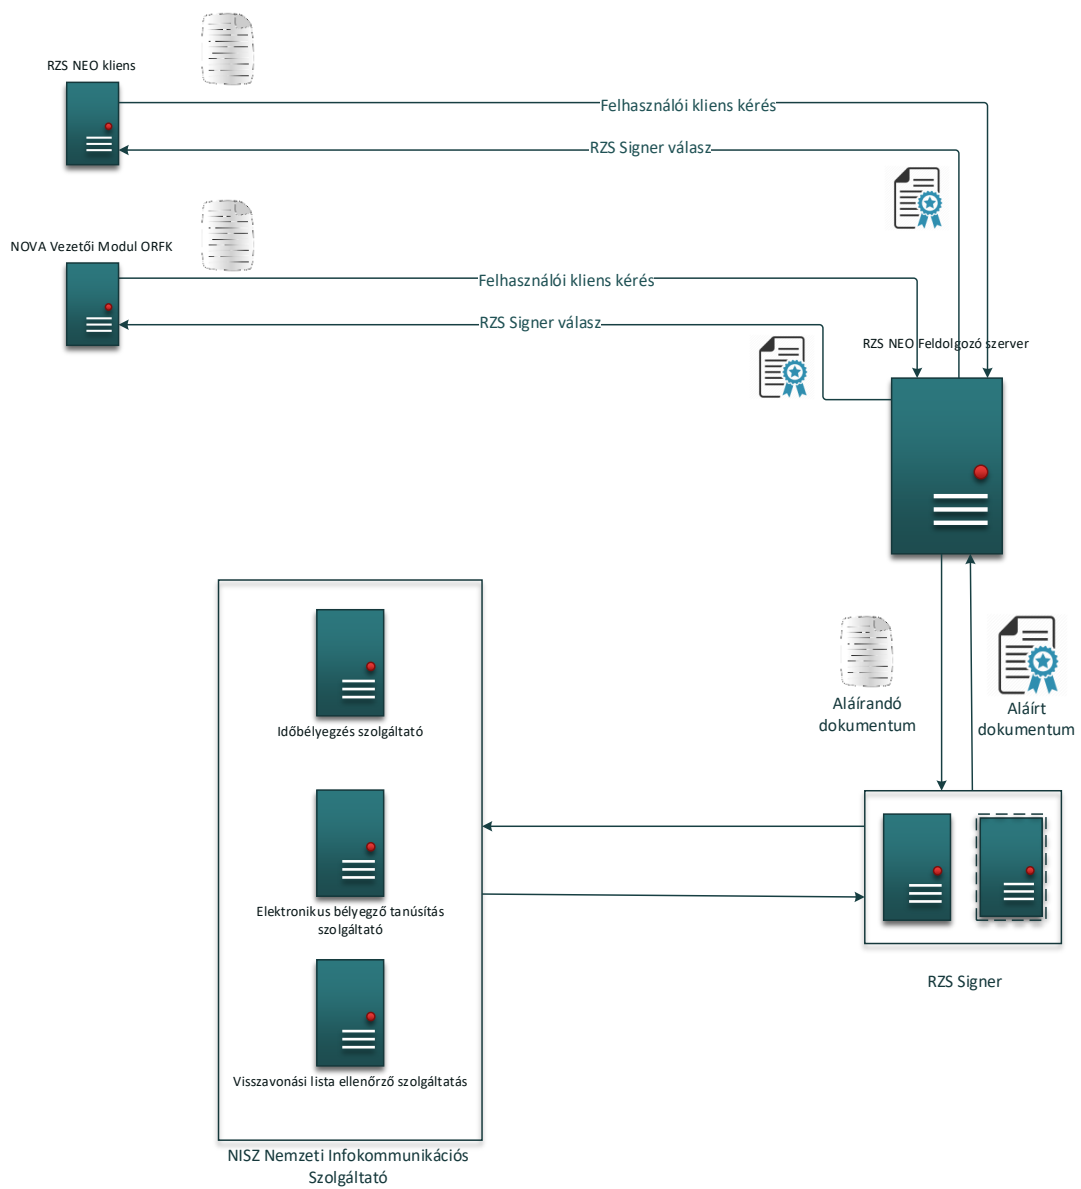 RZS NEO kliens
Felhasználói kliens kérés
RZS Signer válasz
NOVA Vezetői Modul ORFK
Felhasználói kliens kérés
RZS Signer válasz
RZS NEO Feldolgozó szerver
Aláírandó
dokumentum
Aláírt
dokumentum
Időbélyegzés szolgáltató
Elektronikus bélyegző tanúsítás
szolgáltató
RZS Signer
Visszavonási lista ellenőrző szolgáltatás
NISZ Nemzeti Infokommunikációs
Szolgáltató